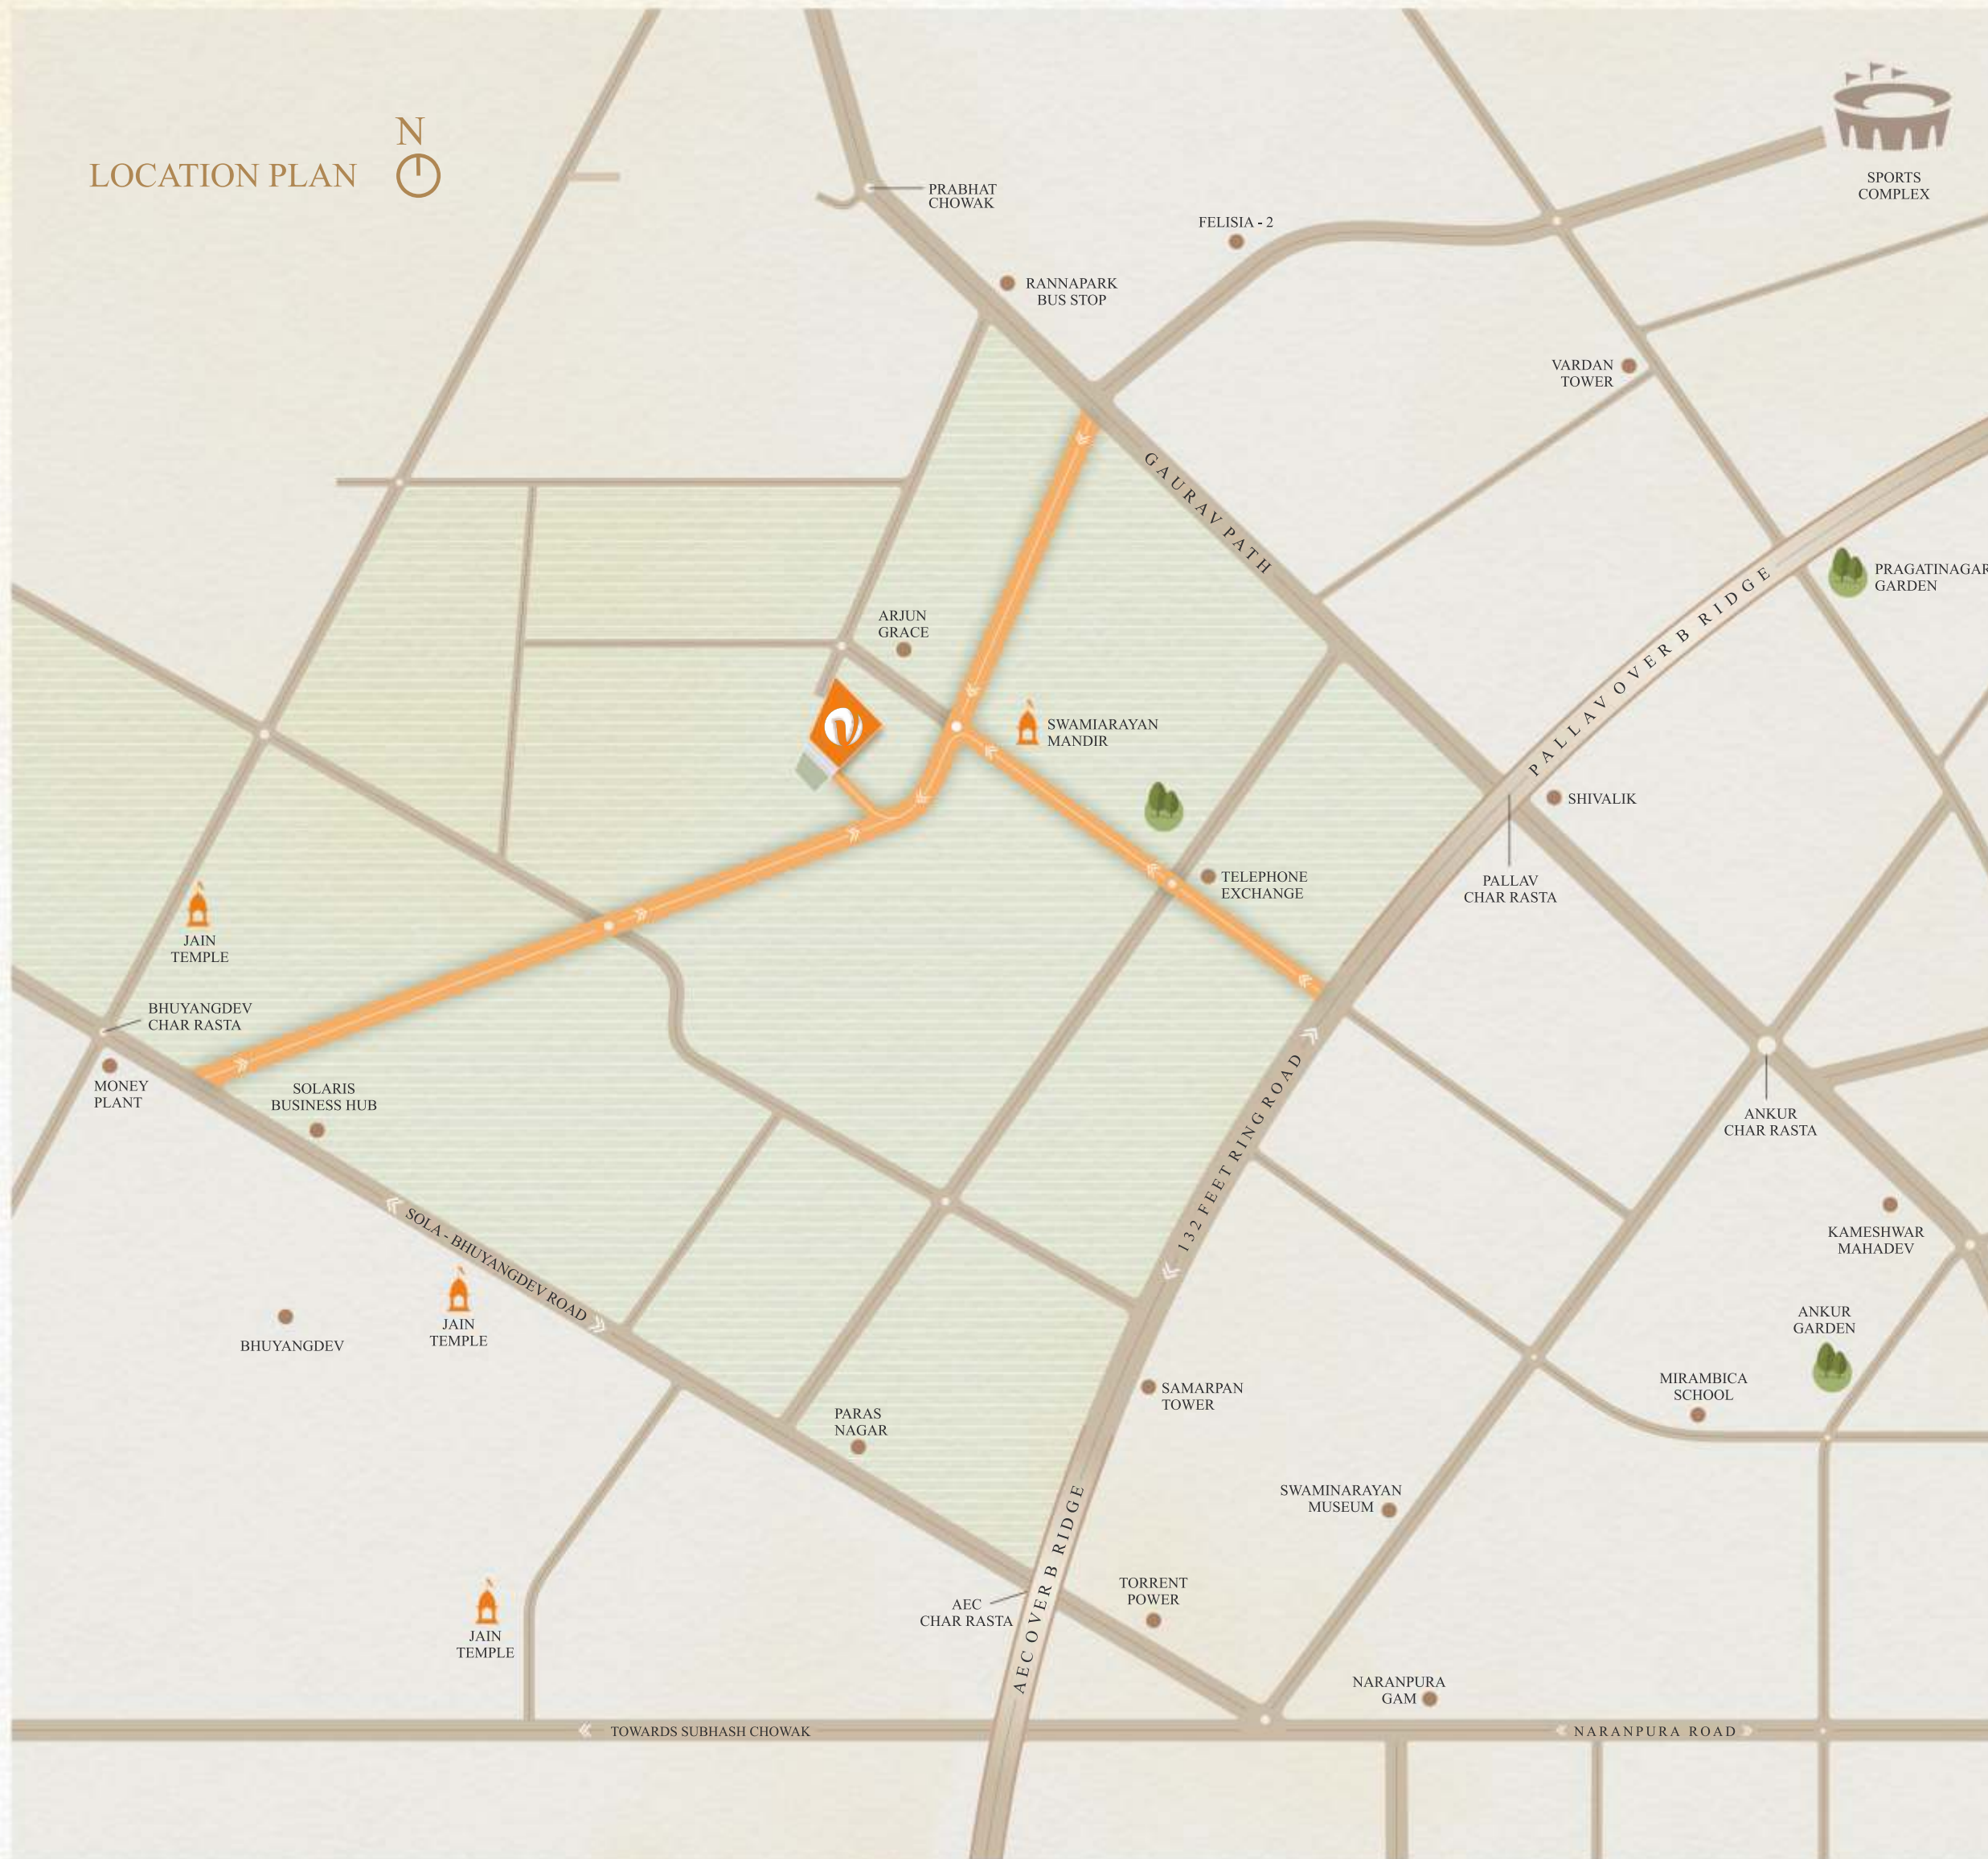 N
LOCATION PLAN
SPORTS
COMPLEX
PRABHAT
CHOWAK
FELISIA - 2
RANNAPARK
BUS STOP
VARDAN
TOWER
GAURAV PATH
PRAGATINAGAR
GARDEN
PALLAV OVER BRIDGE
ARJUN
GRACE
SWAMIARAYAN
MANDIR
SHIVALIK
TELEPHONE
EXCHANGE
PALLAV
CHAR RASTA
JAIN
TEMPLE
BHUYANGDEV
CHAR RASTA
MONEY
PLANT
SOLARIS
BUSINESS HUB
132 FEET RING ROAD
ANKUR
CHAR RASTA
SOLA - BHUYANGDEV ROAD
KAMESHWAR
MAHADEV
JAIN
TEMPLE
BHUYANGDEV
ANKUR
GARDEN
MIRAMBICA
SCHOOL
SAMARPAN
TOWER
PARAS
NAGAR
SWAMINARAYAN
MUSEUM
AEC OVER BRIDGE
TORRENT
POWER
AEC
CHAR RASTA
JAIN
TEMPLE
NARANPURA
GAM
TOWARDS SUBHASH CHOWAK
NARANPURA ROAD